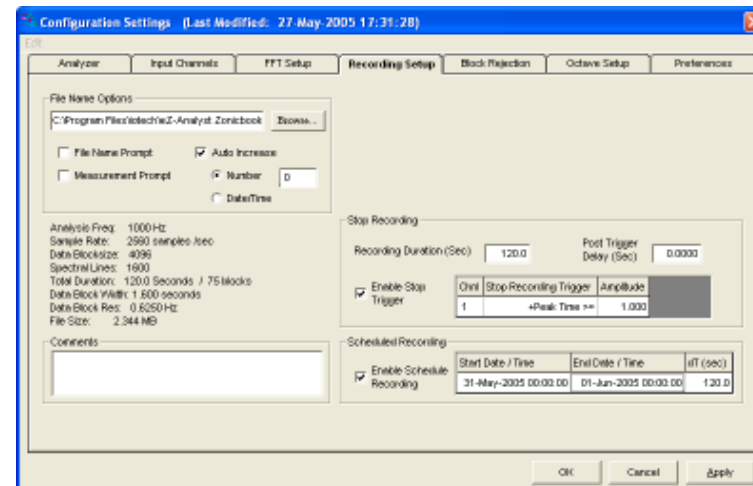 Configuration Settings (Last Modified: 27-May-2005 17:31:28)
Edit
Analyzer Input Channels FFT Setup Recording Setup Block Rejection Octave Setup Preferences
File Name Options
C:\Program Files\iotech\eZ-Analyst Zonicbook Browse...
File Name Prompt Auto Increase
Measurement Prompt Number 0
Date/Time
Analysis Freq: 1000 Hz
Sample Rate: 2560 samples /sec
Data Blocksize: 4096
Spectral Lines: 1600
Total Duration: 120.0 Seconds / 75 blocks
Data Block Width: 1.600 seconds
Data Block Res: 0.6250 Hz
File Size: 2.344 MB
Comments
Stop Recording
Recording Duration (Sec) 120.0 Post Trigger Delay (Sec) 0.0000
Enable Stop Trigger
Chnl Stop Recording Trigger Amplitude
1 +Peak Time >= 1.000
Scheduled Recording
Enable Schedule Recording
Start Date / Time End Date / Time dT (sec)
31-May-2005 00:00:00 01-Jun-2005 00:00:00 120.0
OK Cancel Apply